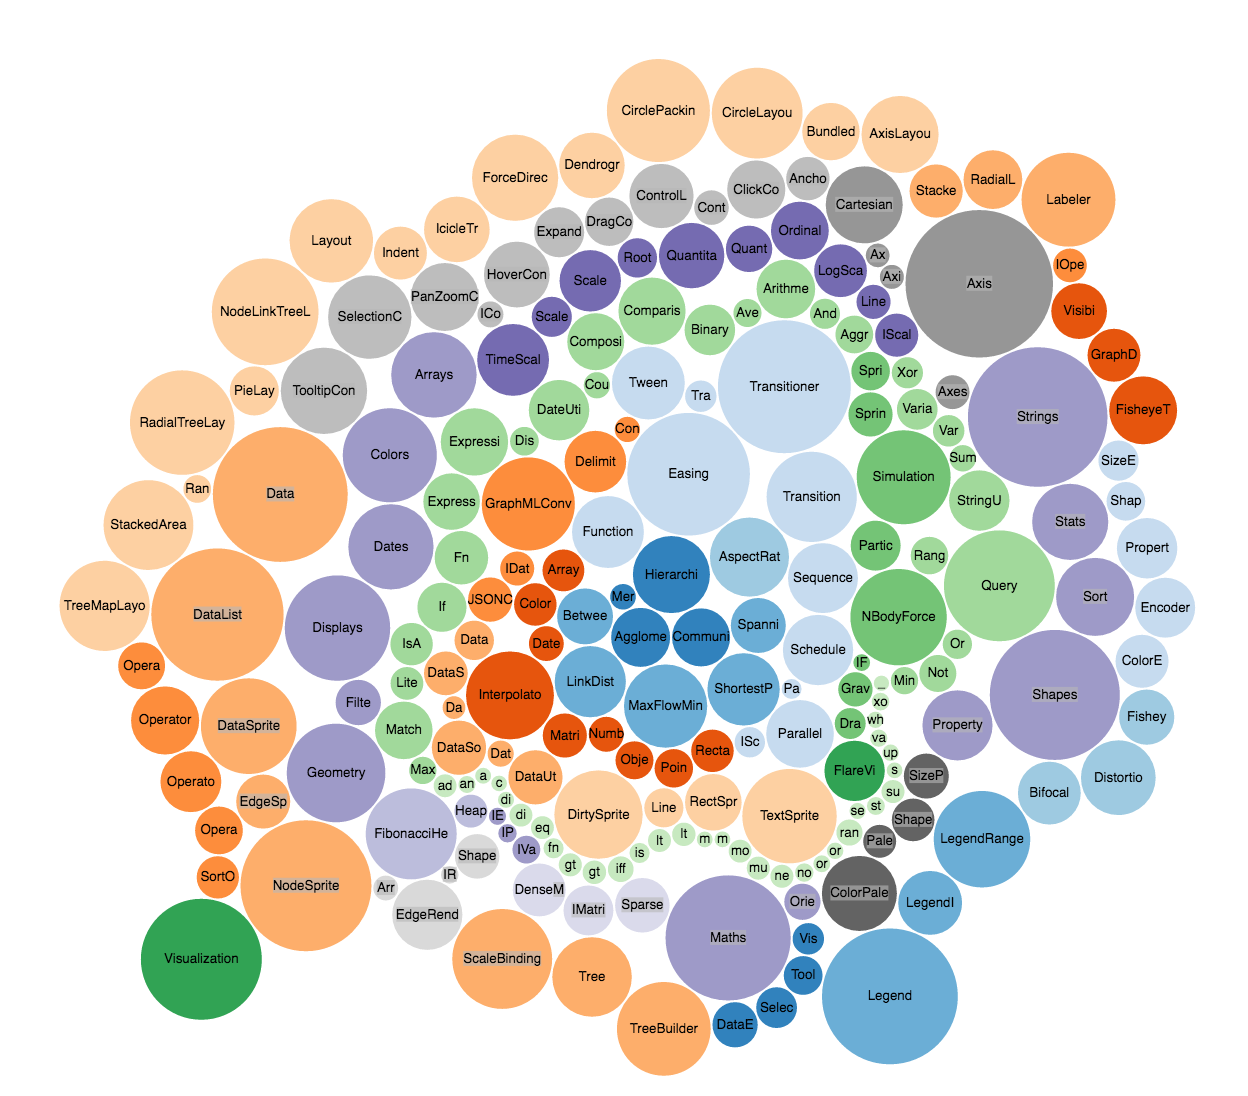 CirclePackin
CircleLayou
Bundled
AxisLayou
Dendrogr
ForceDirec
ControlL
Cont
ClickCo
Ancho
Cartesian
Stacke
RadialL
Labeler
Layout
Indent
IcicleTr
Expand
DragCo
Root
Quantita
Quant
Ordinal
Ax
IOpe
NodeLinkTreeL
SelectionC
PanZoomC
HoverCon
ICo
Scale
Scale
Comparis
Binary
Ave
Arithme
And
LogSca
Axi
Line
Axis
Visibi
TooltipCon
Arrays
TimeScal
Composi
Aggr
IScal
GraphD
PieLay
Cou
Tween
Tra
Transitioner
Spri
Xor
Axes
Strings
FisheyeT
RadialTreeLay
Colors
Expressi
Dis
DateUti
Con
Sprin
Varia
Var
Sum
SizeE
Ran
Data
Delimit
Easing
Simulation
StackedArea
Express
GraphMLConv
Function
Transition
StringU
Stats
Shap
Dates
Fn
IDat
Array
Hierarchi
AspectRat
Partic
Rang
Propert
TreeMapLayo
DataList
Displays
If
JSONC
Color
Betwee
Mer
Sequence
Query
Sort
Encoder
IsA
Data
Date
Agglome
Communi
Spanni
Schedule
NBodyForce
Or
Opera
Lite
DataS
Interpolato
LinkDist
ShortestP
Pa
IF
Min
Not
Shapes
ColorE
Operator
DataSprite
Filte
Da
MaxFlowMin
Grav
_
xo
Match
Matri
Numb
ISc
Parallel
Dra
wh
Property
Fishey
DataSo
Dat
Obje
Poin
Recta
va
up
Operato
Geometry
Max
ad
an
a
c
DataUt
FlareVi
s
SizeP
Distortio
EdgeSp
di
su
Bifocal
Opera
FibonacciHe
Heap
IE
di
DirtySprite
Line
RectSpr
TextSprite
se
st
Shape
IP
eq
lt
lt
m
m
ran
Pale
LegendRange
SortO
NodeSprite
Arr
IR
Shape
IVa
fn
gt
gt
iff
is
mo
mu
ne
no
or
or
EdgeRend
DenseM
IMatri
Sparse
Orie
ColorPale
LegendI
Visualization
ScaleBinding
Tree
Maths
Vis
Tool
Legend
TreeBuilder
DataE
Selec